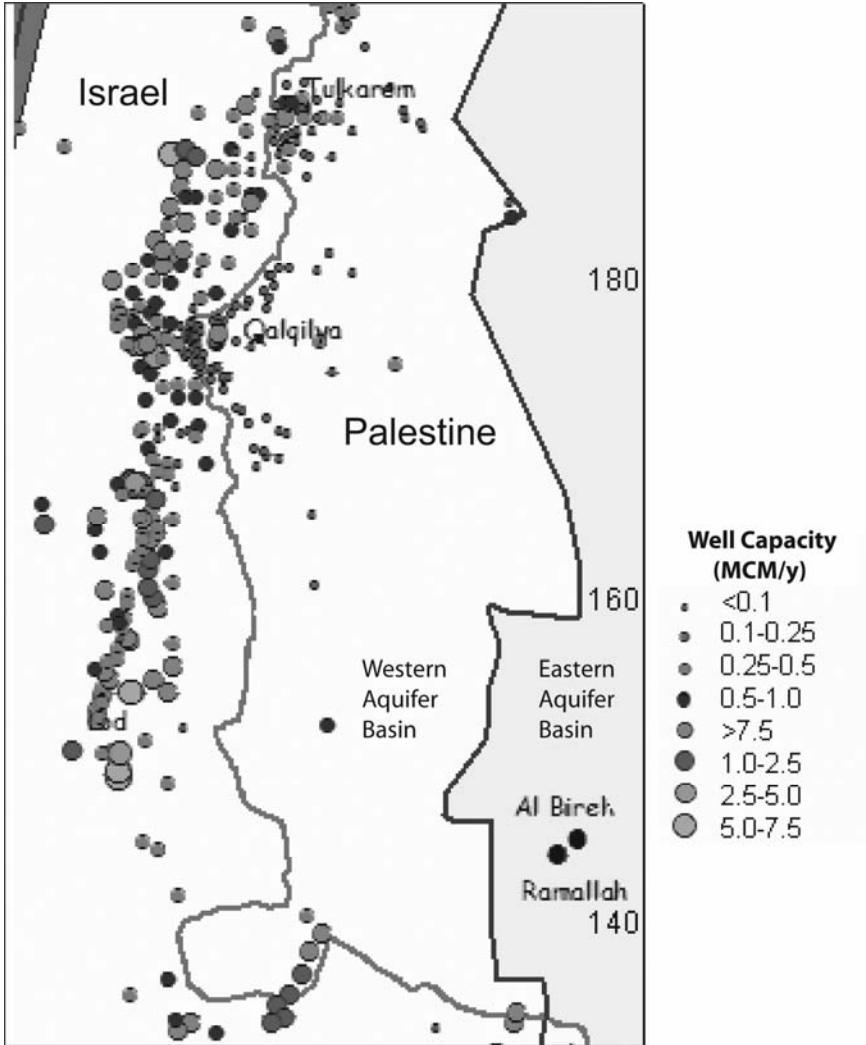 Israel
Tulkarem
180
Qalqilya
Palestine
160
Western
Aquifer
Basin
Eastern
Aquifer
Basin
Lod
Al Bireh
Ramallah
140
Well Capacity
(MCM/y)
<0.1
0.1-0.25
0.25-0.5
0.5-1.0
>7.5
1.0-2.5
2.5-5.0
5.0-7.5